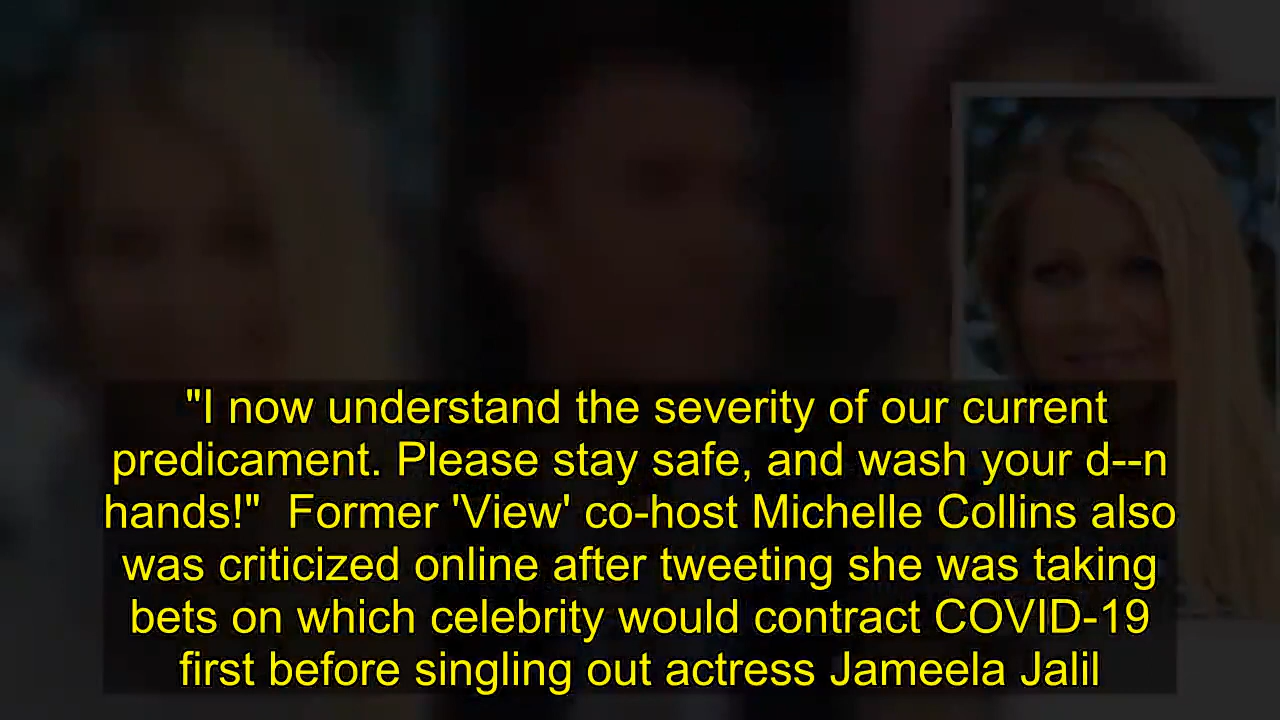 "I now understand the severity of our current
predicament. Please stay safe, and wash your d--n
hands!"  Former 'View' co-host Michelle Collins also
was criticized online after tweeting she was taking
bets on which celebrity would contract COVID-19
first before singling out actress Jameela Jalil